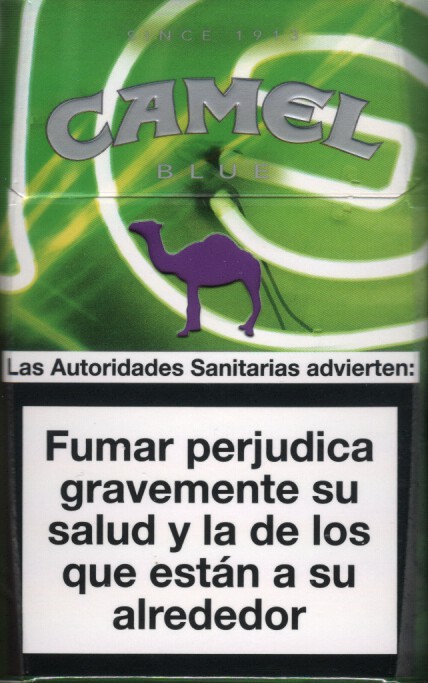 SINCE 1913
CAMEL
BLUE
Las Autoridades Sanitarias advierten:
Fumar perjudica
gravemente su
salud y la de los
que están a su
alrededor